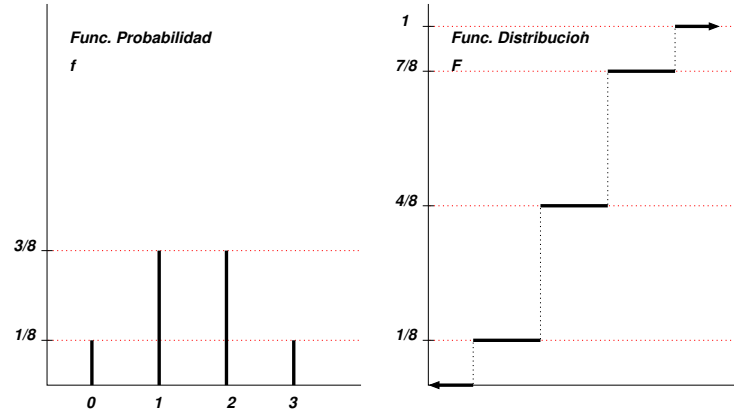 Func. Probabilidad
f
3/8
1/8
0 1 2 3
1
Func. Distribucioh
7/8
F
4/8
1/8